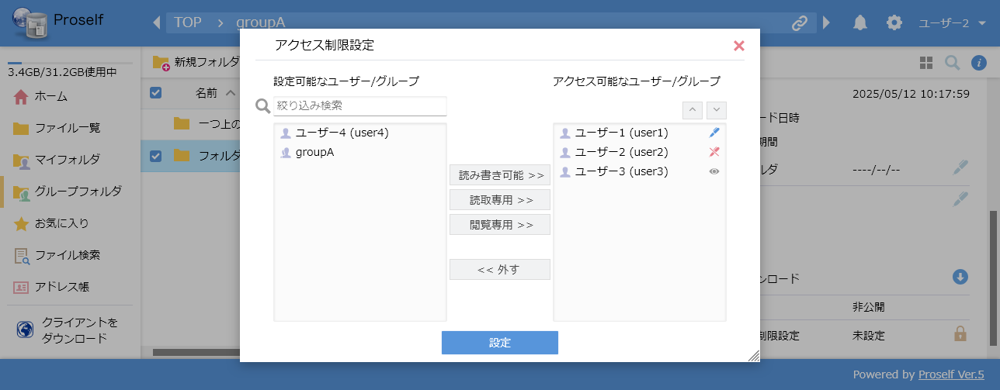 Proself
TOP > groupA
ユーザー2
3.4GB/31.2GB使用中
ホーム
ファイル一覧
マイフォルダ
グループフォルダ
お気に入り
ファイル検索
アドレス帳
クライアントを
ダウンロード
新規フォルダ
名前
一つ上の
フォルダ
アクセス制限設定
設定可能なユーザー/グループ
絞り込み検索
ユーザー4 (user4)
groupA
読み書き可能 >>
読取専用 >>
閲覧専用 >>
<< 外す
アクセス可能なユーザー/グループ
ユーザー1 (user1)
ユーザー2 (user2)
ユーザー3 (user3)
設定
2025/05/12 10:17:59
ード日時
期間
ルダ
----/--/--
ンロード
非公開
制限設定
未設定
Powered by Proself Ver.5